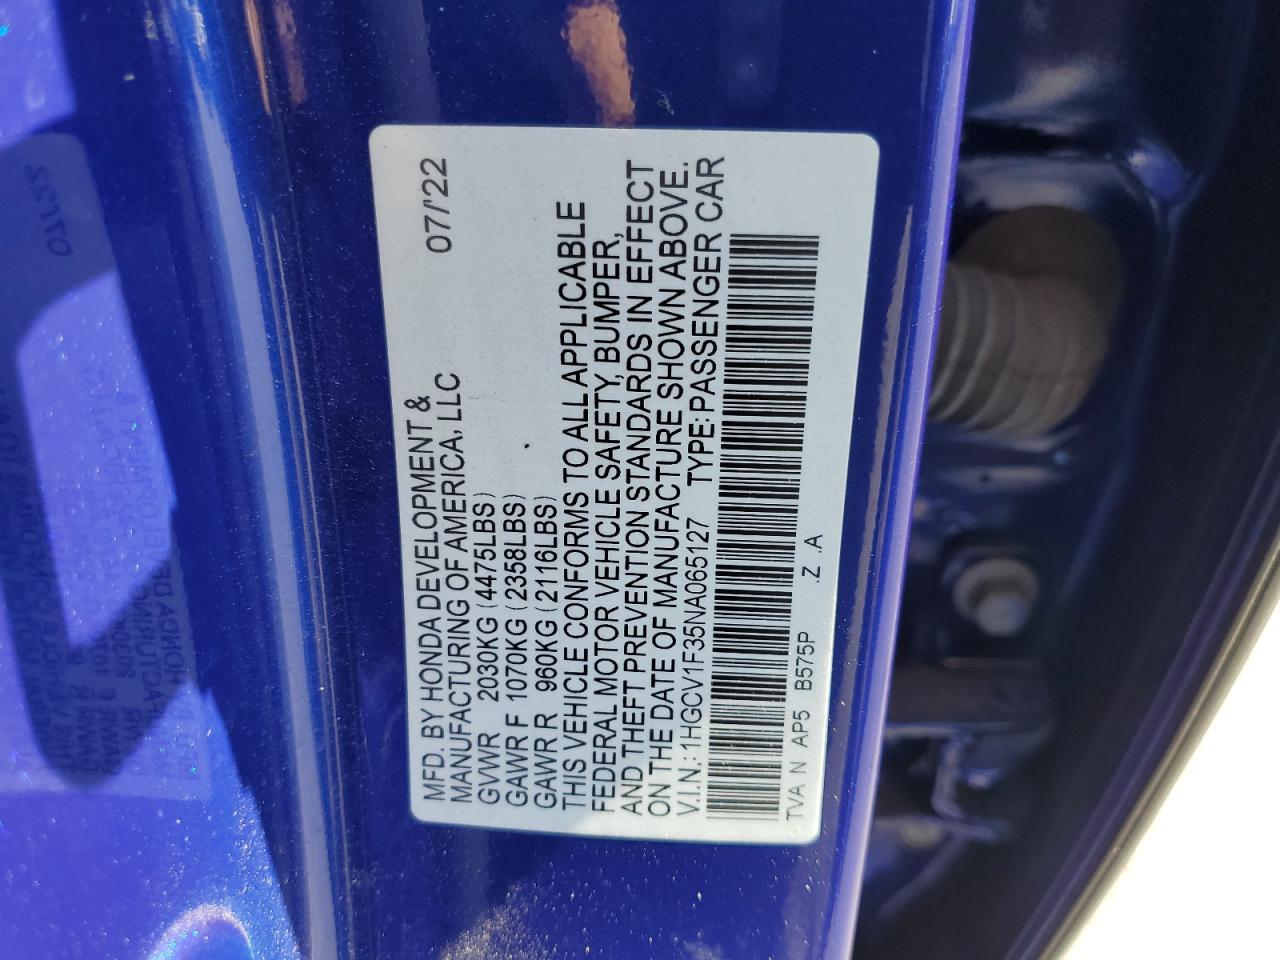 MFD. BY HONDA DEVELOPMENT &
MANUFACTURING OF AMERICA, LLC 07/'22
GVWR 2030KG (4475LBS)
GAWR F 1070KG (2358LBS)
GAWR R 960KG (2116LBS)
THIS VEHICLE CONFORMS TO ALL APPLICABLE
FEDERAL MOTOR VEHICLE SAFETY, BUMPER,
AND THEFT PREVENTION STANDARDS IN EFFECT
ON THE DATE OF MANUFACTURE SHOWN ABOVE.
V.I.N.: 1HGCV1F35NA065127 TYPE: PASSENGER CAR
TVA N AP5 B575P .Z .A